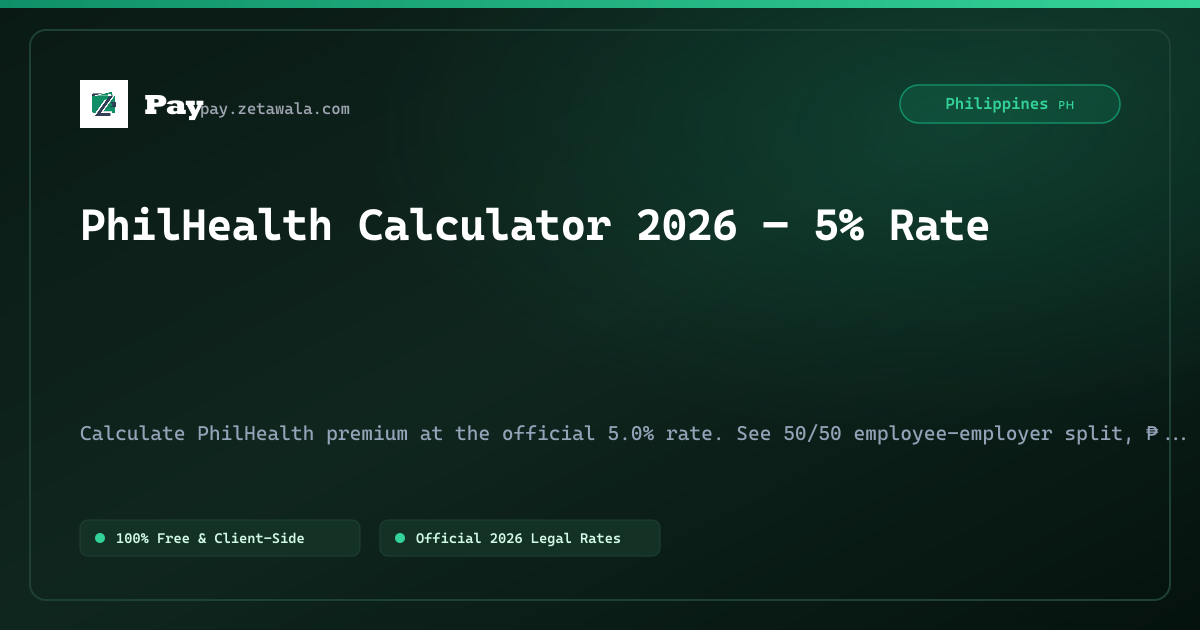 Pay
pay.zetawala.com
Philippines PH
PhilHealth Calculator 2026 — 5% Rate
Calculate PhilHealth premium at the official 5.0% rate. See 50/50 employee-employer split, ₱...
100% Free & Client-Side
Official 2026 Legal Rates